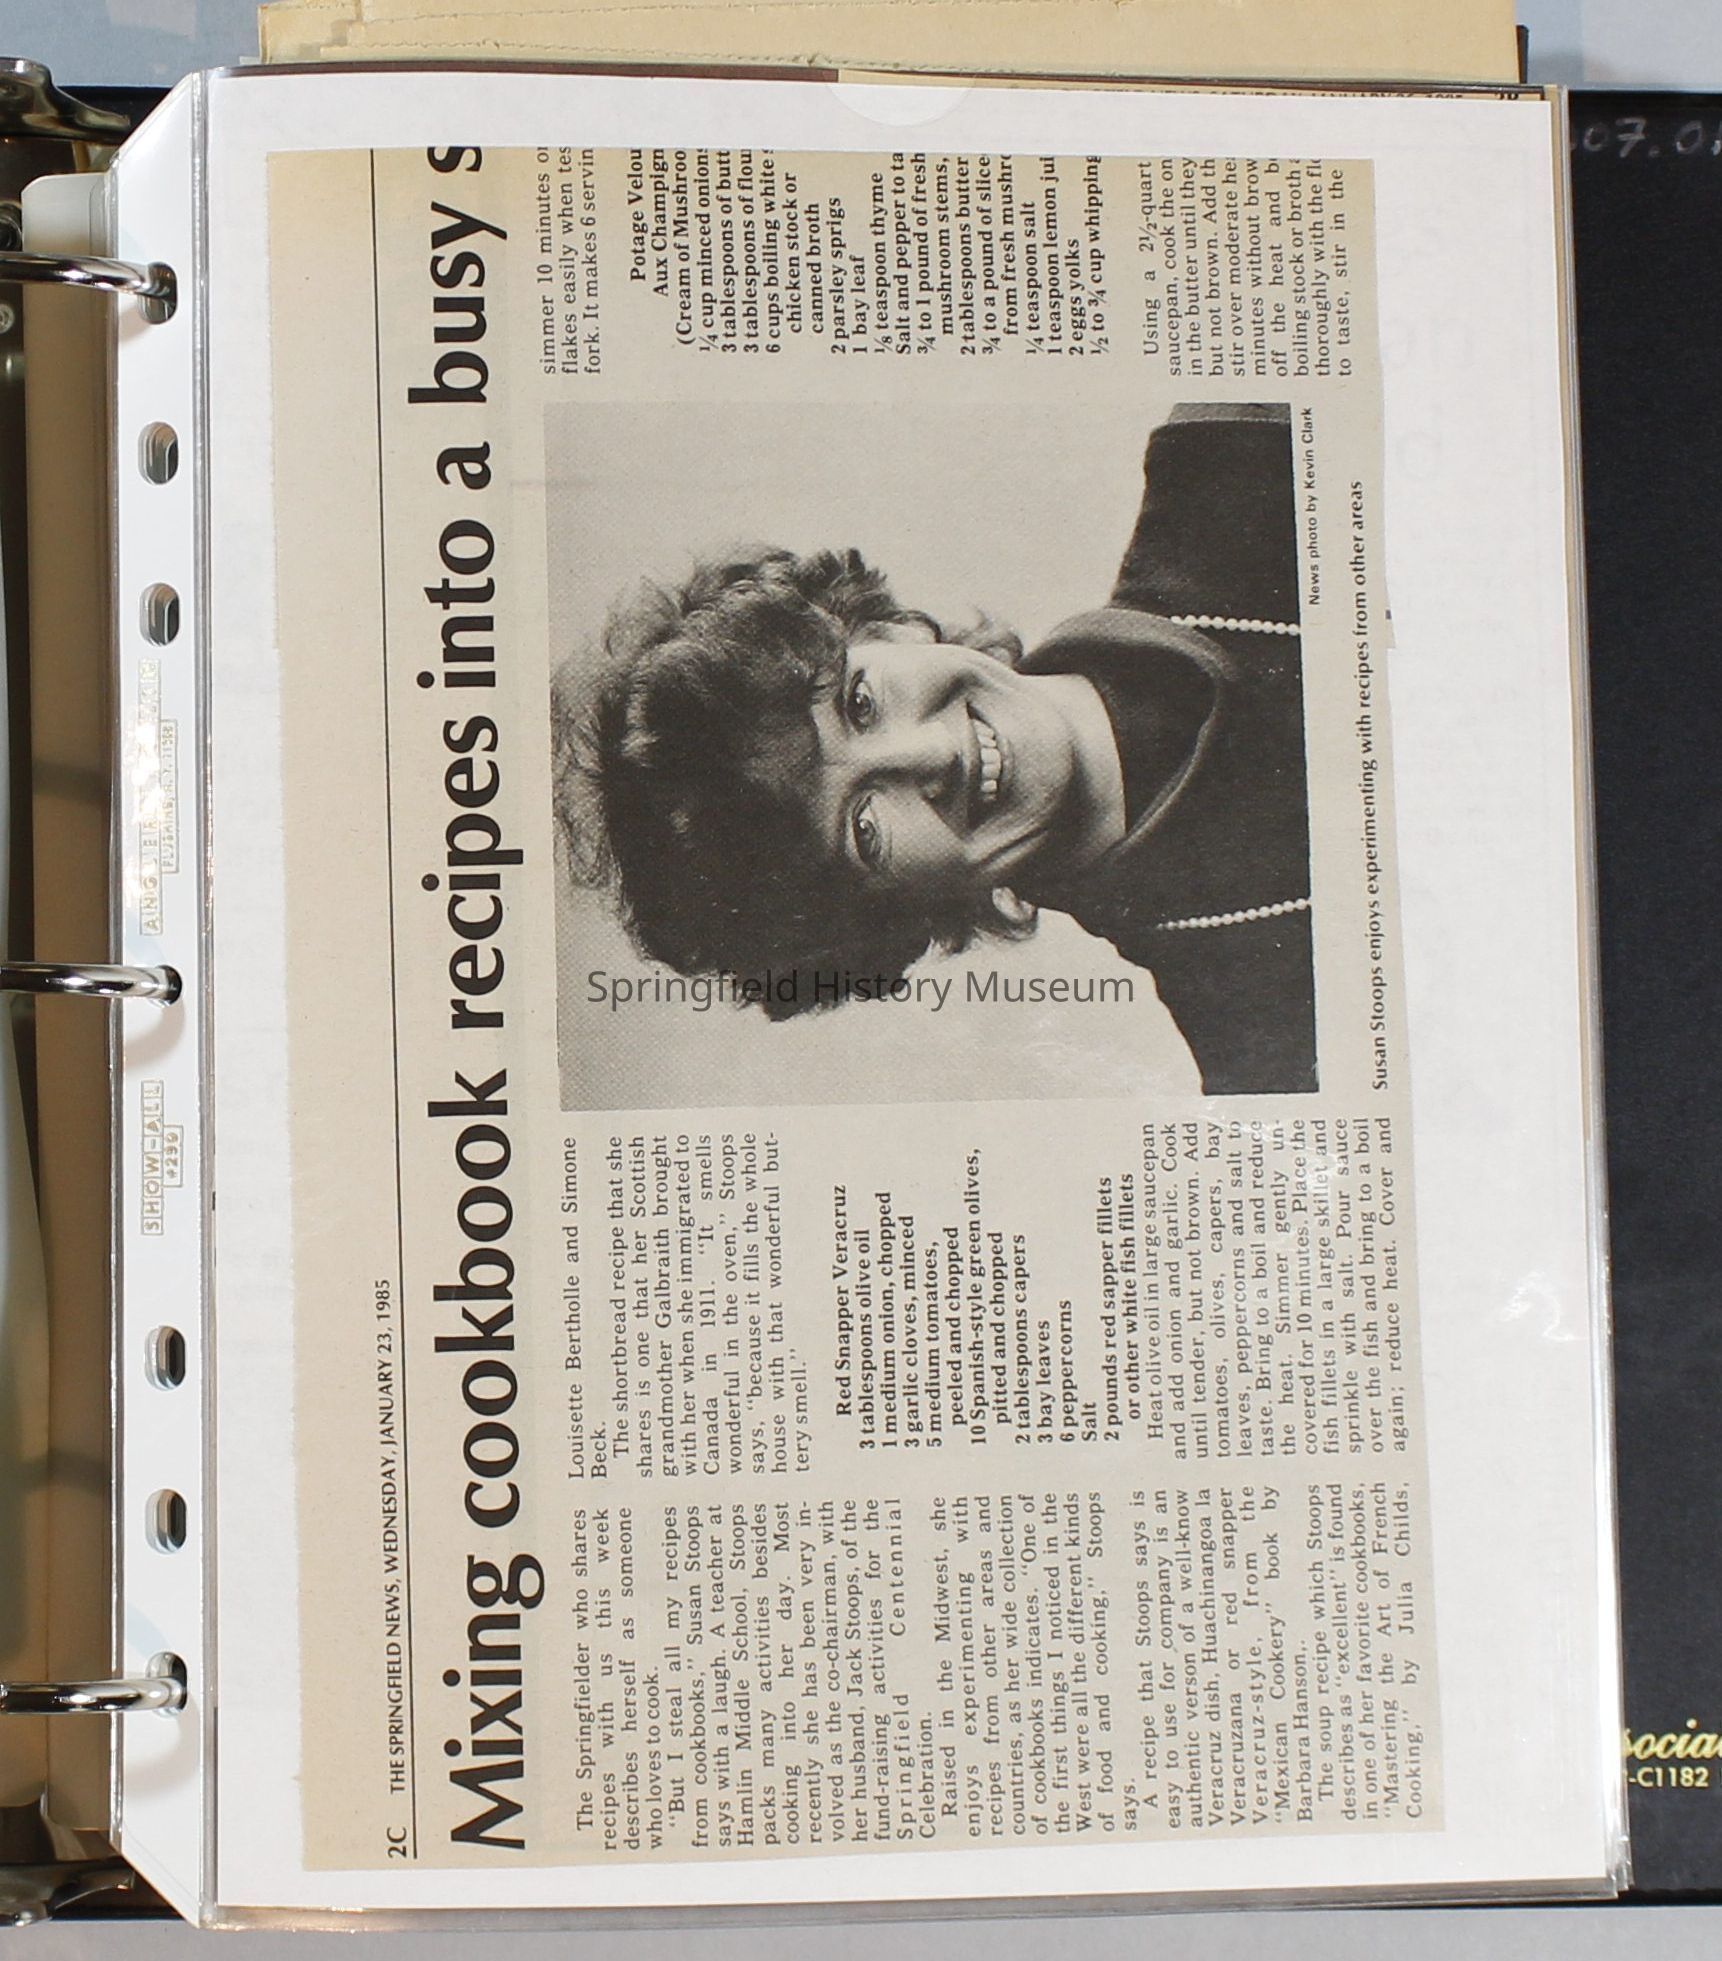 2C THE SPRINGFIELD NEWS, WEDNESDAY, JANUARY 23, 1985
Mixing cookbook recipes into a busy s
The Springfielder who shares
recipes with us this week
describes herself as someone
who loves to cook.
“But I steal all my recipes
from cookbooks,” Susan Stoops
says with a laugh. A teacher at
Hamlin Middle School, Stoops
packs many activities besides
cooking into her day. Most
recently she has been very in-
volved as the co-chairman, with
her husband, Jack Stoops, of the
fund-raising activities for the
Springfield Centennial
Celebration.
Raised in the Midwest, she
enjoys experimenting with
recipes from other areas and
countries, as her wide collection
of cookbooks indicates. “One of
the first things I noticed in the
West were all the different kinds
of food and cooking,” Stoops
says.
A recipe that Stoops says is
easy to use for company is an
authentic verson of a well-know
Veracruz dish, Huachinangoa la
Veracruzana or red snapper
Veracruz-style, from the
“Mexican Cookery” book by
Barbara Hanson,.
The soup recipe which Stoops
describes as “excellent” is found
in one of her favorite cookbooks,
“Mastering the Art of French
Cooking,” by Julia Childs,
Louisette Bertholle and Simone
Beck.
The shortbread recipe that she
shares is one that her Scottish
grandmother Galbraith brought
with her when she immigrated to
Canada in 1911. “It smells
wonderful in the oven,” Stoops
says, “because it fills the whole
house with that wonderful but-
tery smell.”
Red Snapper Veracruz
3 tablespoons olive oil
1 medium onion, chopped
3 garlic cloves, minced
5 medium tomatoes,
peeled and chopped
10 Spanish-style green olives,
pitted and chopped
2 tablespoons capers
3 bay leaves
6 peppercorns
Salt
2 pounds red sapper fillets
or other white fish fillets
Heat olive oil in large saucepan
and add onion and garlic. Cook
until tender, but not brown. Add
tomatoes, olives, capers, bay
leaves, peppercorns and salt to
taste. Bring to a boil and reduce
the heat. Simmer gently un-
covered for 10 minutes. Place the
fish fillets in a large skillet and
sprinkle with salt. Pour sauce
over the fish and bring to a boil
again; reduce heat. Cover and
News photo by Kevin Clark
Susan Stoops enjoys experimenting with recipes from other areas
simmer 10 minutes or
flakes easily when tes
fork. It makes 6 servin
Potage Velou
Aux Champign
(Cream of Mushroo
¼ cup minced onions
3 tablespoons of butt
3 tablespoons of flour
6 cups boiling white s
chicken stock or
canned broth
2 parsley sprigs
1 bay leaf
⅛ teaspoon thyme
Salt and pepper to ta
¾ to 1 pound of fresh
mushroom stems,
2 tablespoons butter
¾ to a pound of slice
from fresh mushro
¼ teaspoon salt
1 teaspoon lemon jui
2 eggs yolks
½ to ¾ cup whipping
Using a 2½-quart
saucepan, cook the on
in the butter until they
but not brown. Add th
stir over moderate hea
minutes without brow
off the heat and be
boiling stock or broth a
thoroughly with the flo
to taste, stir in the
Springfield History Museum
SHOW-ALL
#296
-C1182